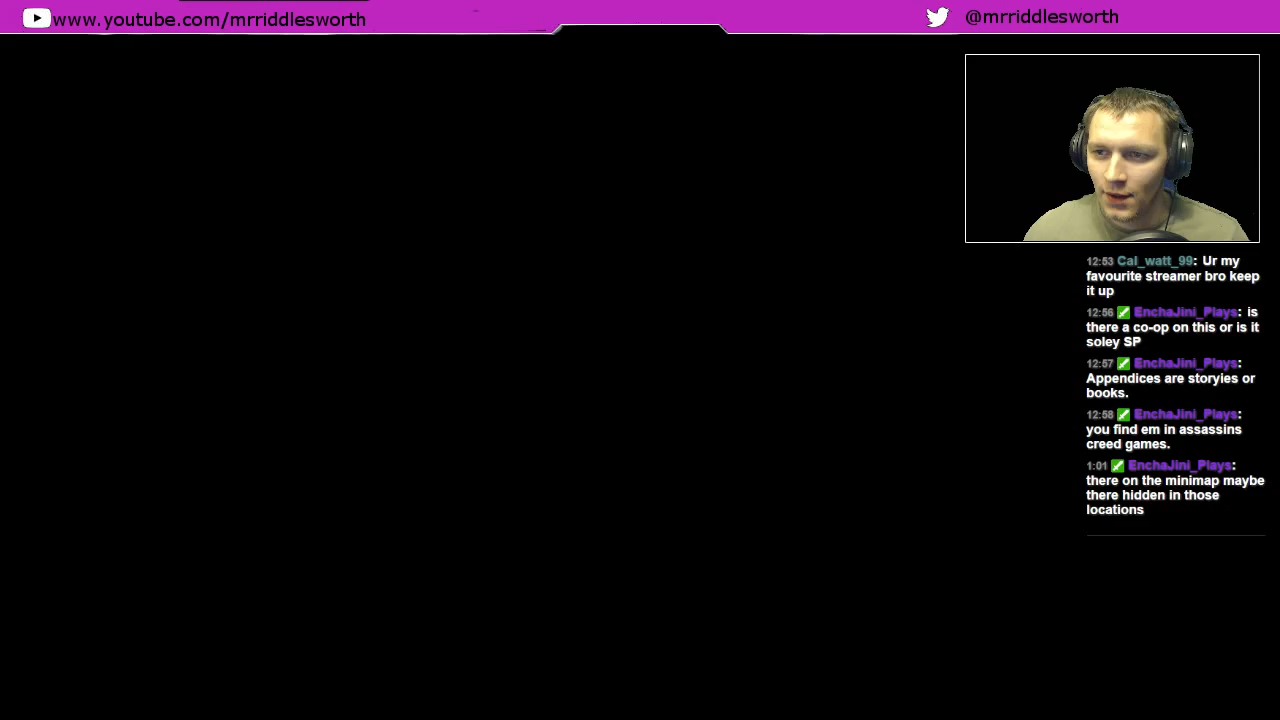 www.youtube.com/mrriddlesworth
@mrriddlesworth
12:53 Cal_watt_99: Ur my
favourite streamer bro keep
it up
12:56 EnchaJini_Plays: is
there a co-op on this or is it
soley SP
12:57 EnchaJini_Plays:
Appendices are storyies or
books.
12:58 EnchaJini_Plays:
you find em in assassins
creed games.
1:01 EnchaJini_Plays:
there on the minimap maybe
there hidden in those
locations